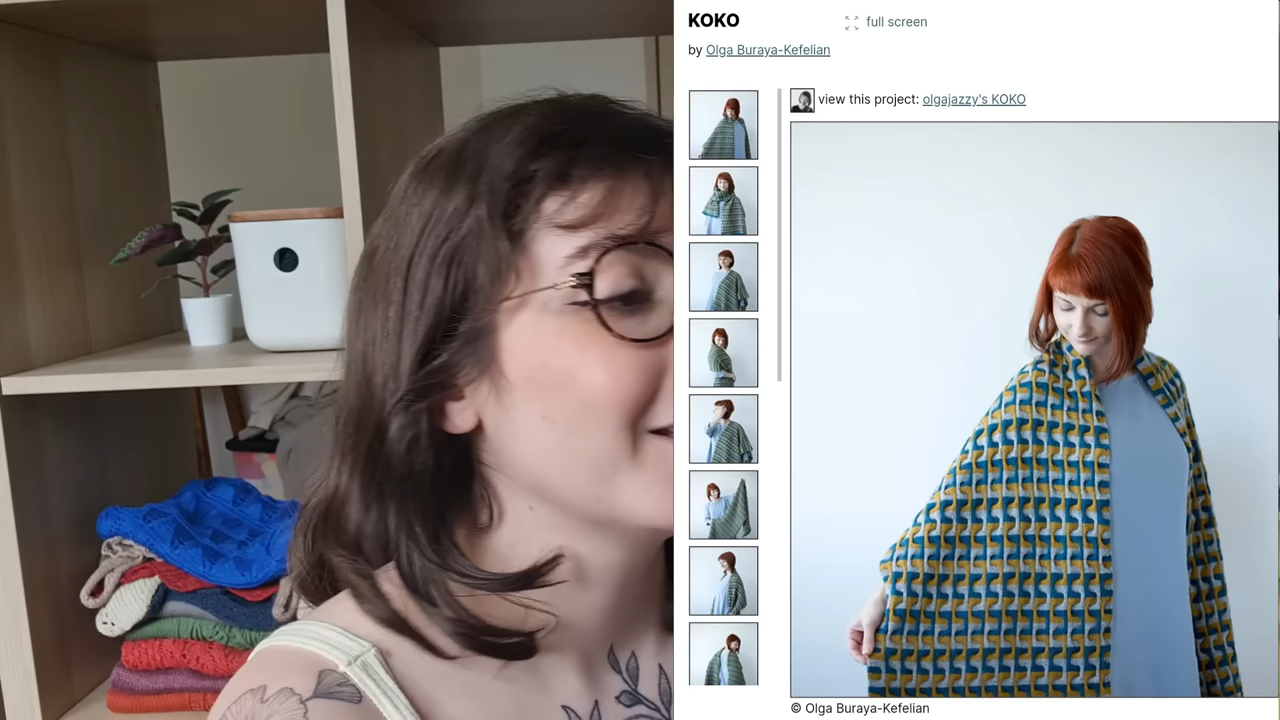 KOKO
full screen
by Olga Buraya-Kefelian
view this project: olgajazzy's KOKO
© Olga Buraya-Kefelian